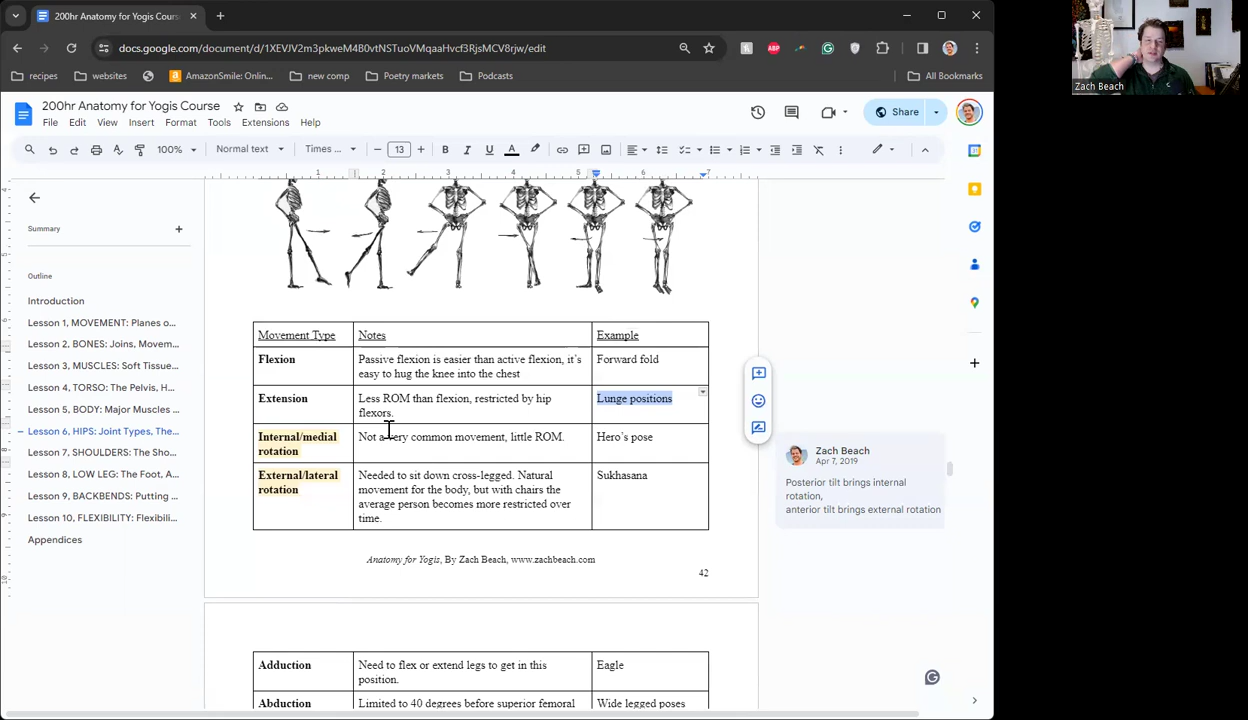 200hr Anatomy for Yogis Cours
docs.google.com/document/d/1XEVJV2m3pkweM480vtNSTuoVMqaaHvcf3RjsMCV8rjw/edit
ABP
recipes
websites
AmazonSmile: Onlin...
new comp
Poetry markets
Podcasts
All Bookmarks
Zach Beach
200hr Anatomy for Yogis Course
File Edit View Insert Format Tools Extensions Help
Share
100%
Normal text
Times ...
13
B I U A
1 2 3 4 5 6 7
Summary
Outline
Introduction
Lesson 1, MOVEMENT: Planes o...
Lesson 2, BONES: Joins, Movem...
Lesson 3, MUSCLES: Soft Tissue...
Lesson 4, TORSO: The Pelvis, H...
Lesson 5, BODY: Major Muscles ...
Lesson 6, HIPS: Joint Types, The...
Lesson 7, SHOULDERS: The Sho...
Lesson 8, LOW LEG: The Foot, A...
Lesson 9, BACKBENDS: Putting ...
Lesson 10, FLEXIBILITY: Flexibili...
Appendices
Movement Type Notes Example
Flexion Passive flexion is easier than active flexion, it's Forward fold
easy to hug the knee into the chest
Extension Less ROM than flexion, restricted by hip Lunge positions
flexors.
Internal/medial Not a very common movement, little ROM. Hero's pose
rotation
External/lateral Needed to sit down cross-legged. Natural Sukhasana
rotation movement for the body, but with chairs the
average person becomes more restricted over
time.
Anatomy for Yogis, By Zach Beach, www.zachbeach.com
42
Adduction Need to flex or extend legs to get in this Eagle
position.
Abduction Limited to 40 degrees before superior femoral Wide legged poses
Zach Beach
Apr 7, 2019
Posterior tilt brings internal
rotation,
anterior tilt brings external rotation